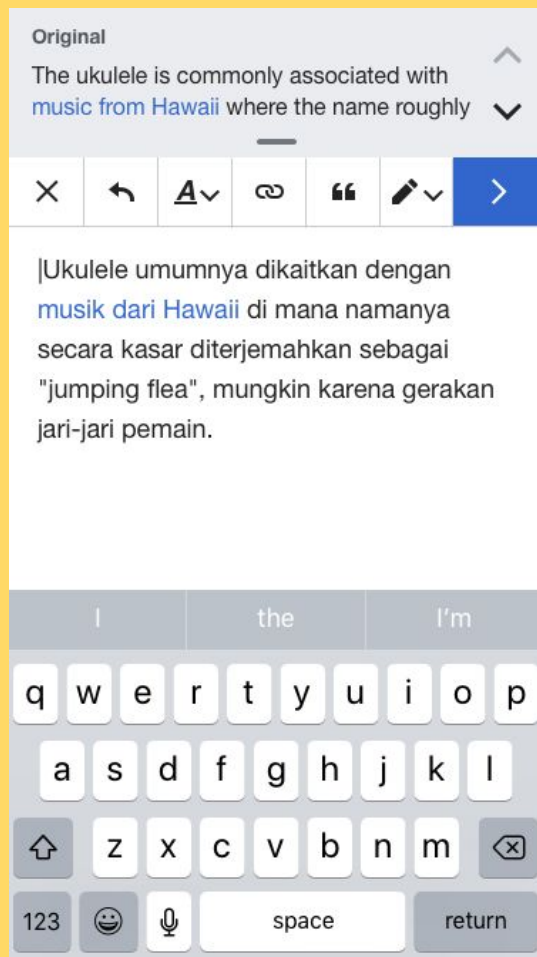 Original
The ukulele is commonly associated with
music from Hawaii where the name roughly
A
“
|Ukulele umumnya dikaitkan dengan
musik dari Hawaii di mana namanya
secara kasar diterjemahkan sebagai
"jumping flea", mungkin karena gerakan
jari-jari pemain.
I the I'm
q w e r t y u i o p
a s d f g h j k l
z x c v b n m
123 space return